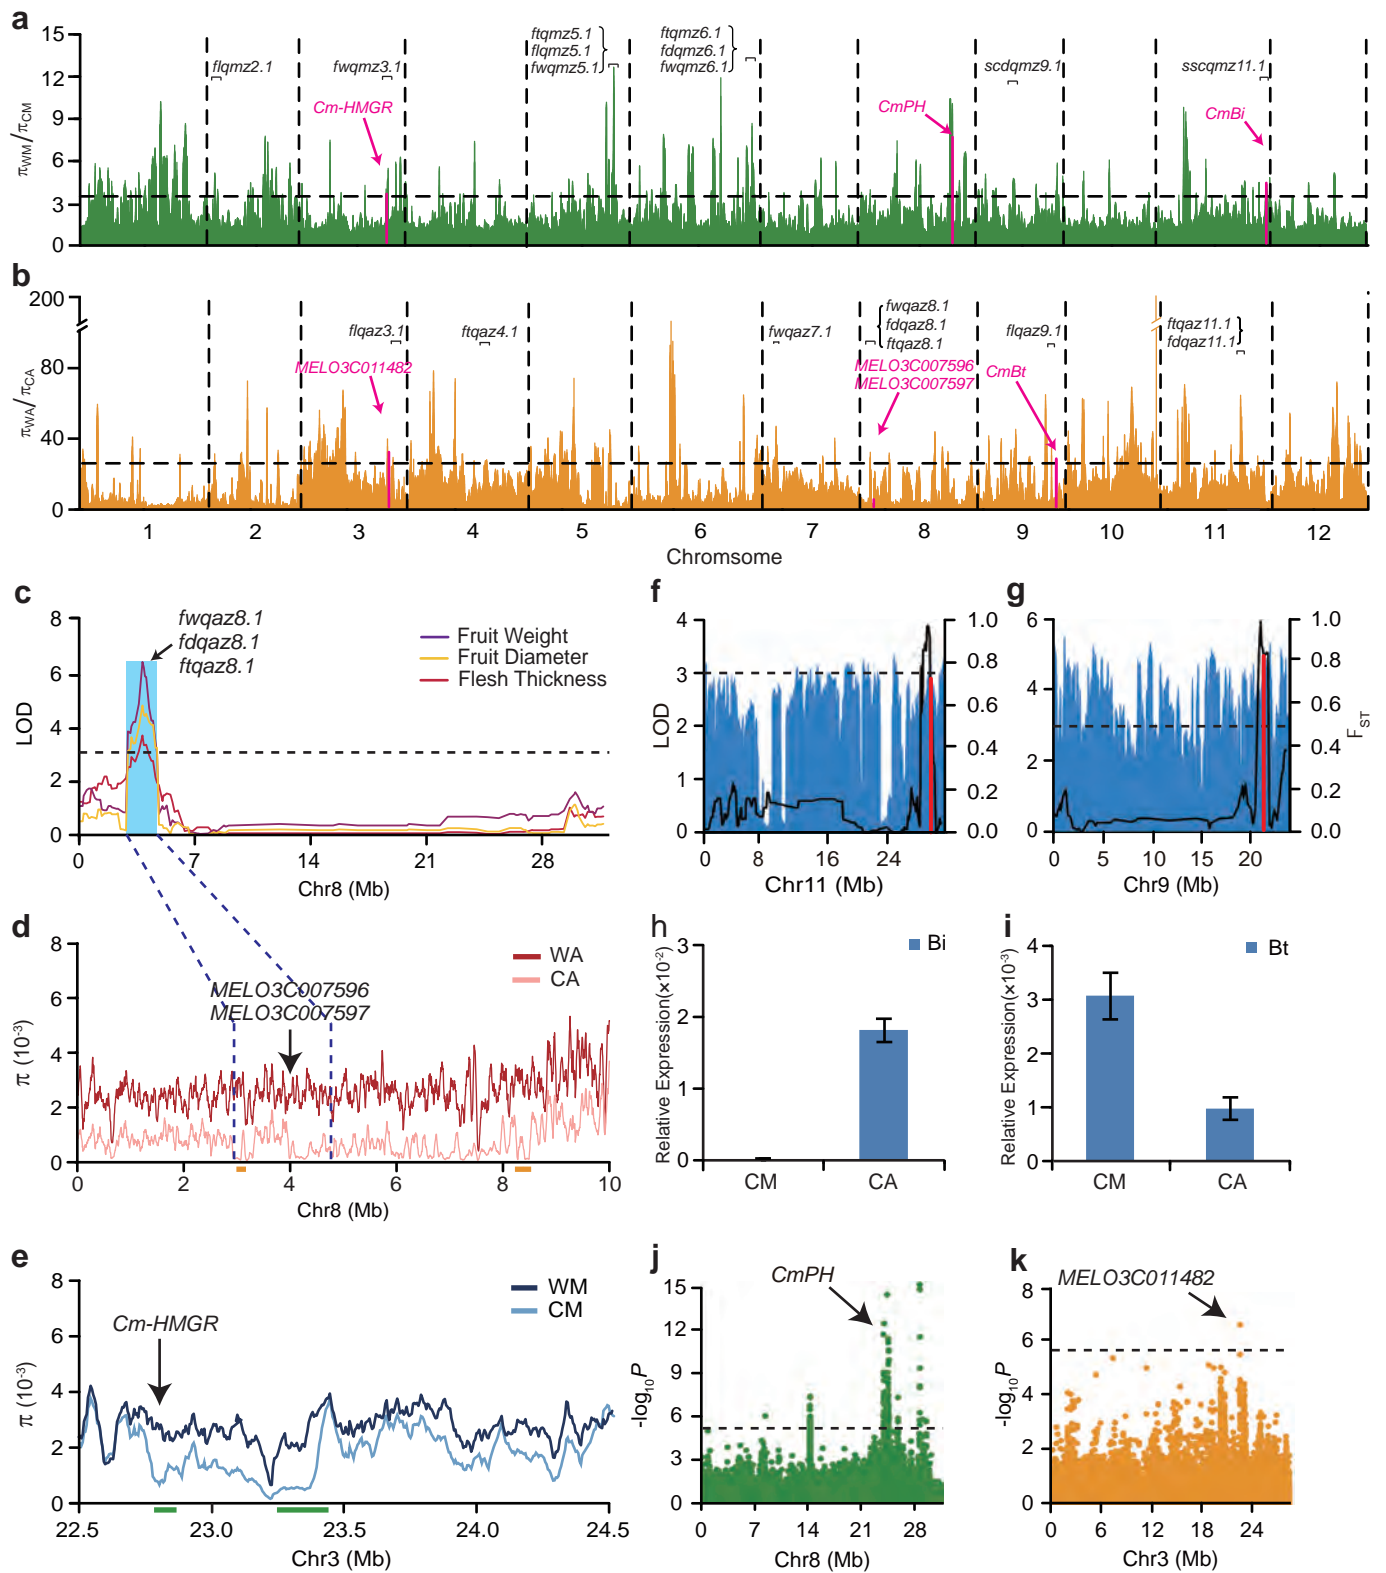 a
15
12
9
6
3
0
πWM/πCM
flqmz2.1
fwqmz3.1
Cm-HMGR
ftqmz5.1
flqmz5.1
fwqmz5.1
ftqmz6.1
fdqmz6.1
fwqmz6.1
CmPH
scdqmz9.1
sscqmz11.1
CmBi
b
200
80
40
0
πWA/πCA
flqaz3.1
MELO3C011482
ftqaz4.1
fwqaz7.1
fwqaz8.1
fdqaz8.1
ftqaz8.1
MELO3C007596
MELO3C007597
flqaz9.1
CmBt
ftqaz11.1
fdqaz11.1
1 2 3 4 5 6 7 8 9 10 11 12
Chromsome
c
8
6
4
2
0
LOD
fwqaz8.1
fdqaz8.1
ftqaz8.1
Fruit Weight
Fruit Diameter
Flesh Thickness
0 7 14 21 28
Chr8 (Mb)
f
4
3
2
1
0
LOD
1.0
0.8
0.6
0.4
0.2
0.0
0 8 16 24
Chr11 (Mb)
g
6
4
2
0
1.0
0.8
0.6
0.4
0.2
0.0
FST
0 5 10 15 20
Chr9 (Mb)
d
8
6
4
2
0
π (10-3)
WA
CA
MELO3C007596
MELO3C007597
0 2 4 6 8 10
Chr8 (Mb)
h
3
2
1
0
Relative Expression(×10-2)
Bi
CM CA
i
4
3
2
1
0
Relative Expression(×10-3)
Bt
CM CA
e
8
6
4
2
0
π (10-3)
WM
CM
Cm-HMGR
22.5 23.0 23.5 24.0 24.5
Chr3 (Mb)
j
15
12
9
6
3
0
-log10P
CmPH
0 7 14 21 28
Chr8 (Mb)
k
8
6
4
2
0
-log10P
MELO3C011482
0 6 12 18 24
Chr3 (Mb)